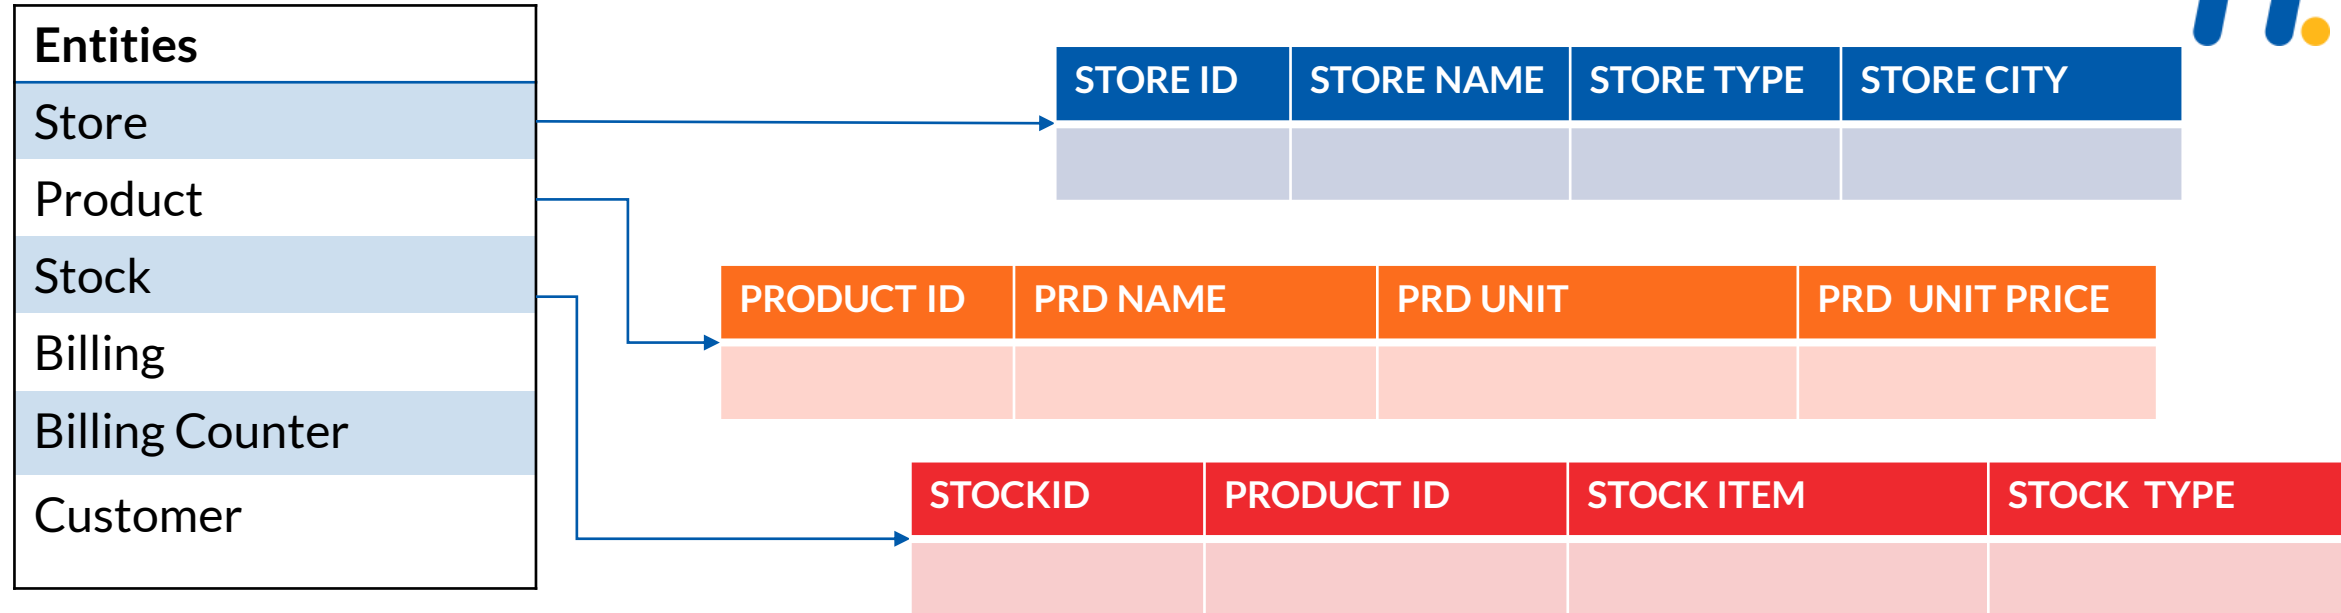 Entities
Store
Product
Stock
Billing
Billing Counter
Customer
STORE ID STORE NAME STORE TYPE STORE CITY
PRODUCT ID PRD NAME PRD UNIT PRD UNIT PRICE
STOCKID PRODUCT ID STOCK ITEM STOCK TYPE